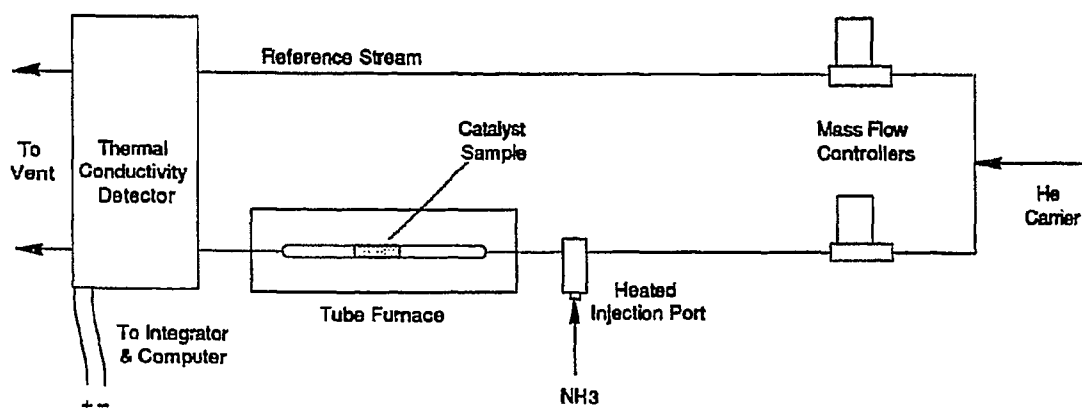 Reference Stream
Catalyst
Sample
Mass Flow
Controllers
To
Vent
Thermal
Conductivity
Detector
He
Carrier
Tube Furnace
Heated
Injection Port
To Integrator
& Computer
NH3
+ -